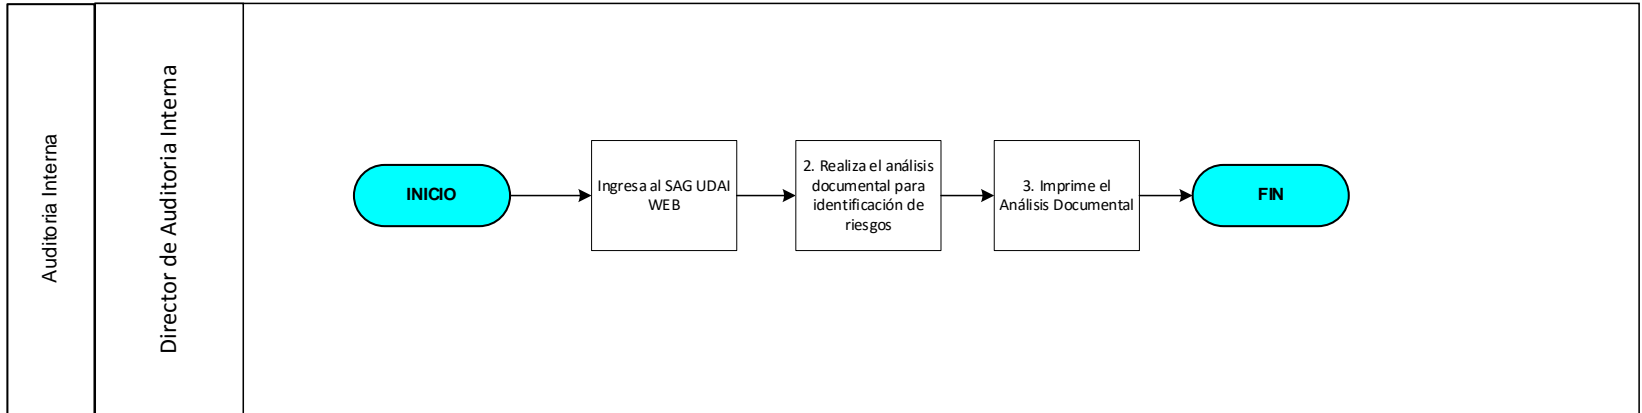 Auditoria Interna
Director de Auditoria Interna
INICIO
Ingresa al SAG UDAI
WEB
2. Realiza el análisis
documental para
identificación de
riesgos
3. Imprime el
Análisis Documental
FIN